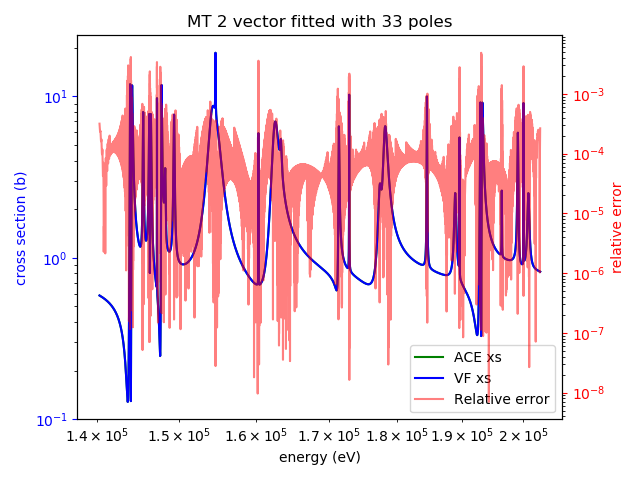 MT 2 vector fitted with 33 poles
cross section (b)
10¹
10⁰
10⁻¹
10⁻³
10⁻⁴
10⁻⁵
10⁻⁶
10⁻⁷
10⁻⁸
relative error
ACE xs
VF xs
Relative error
1.4 × 10⁵ 1.5 × 10⁵ 1.6 × 10⁵ 1.7 × 10⁵ 1.8 × 10⁵ 1.9 × 10⁵ 2 × 10⁵
energy (eV)